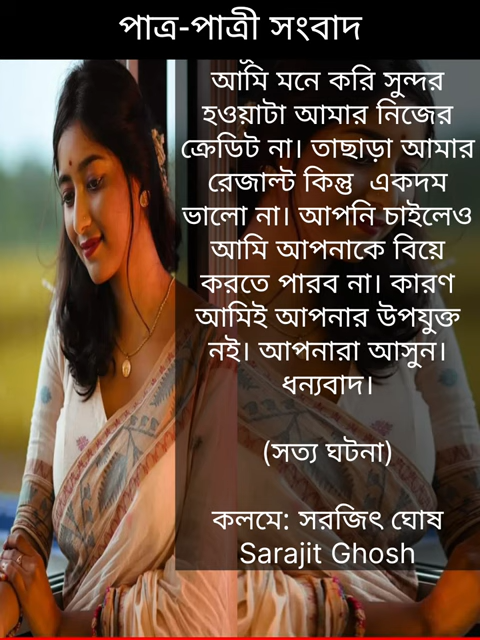 পাত্র-পাত্রী সংবাদ
আমি মনে করি সুন্দর
হওয়াটা আমার নিজের
ক্রেডিট না। তাছাড়া আমার
রেজাল্ট কিন্তু একদম
ভালো না। আপনি চাইলেও
আমি আপনাকে বিয়ে
করতে পারব না। কারণ
আমিই আপনার উপযুক্ত
নই। আপনারা আসুন।
ধন্যবাদ।
(সত্য ঘটনা)
কলমে: সরজিৎ ঘোষ
Sarajit Ghosh